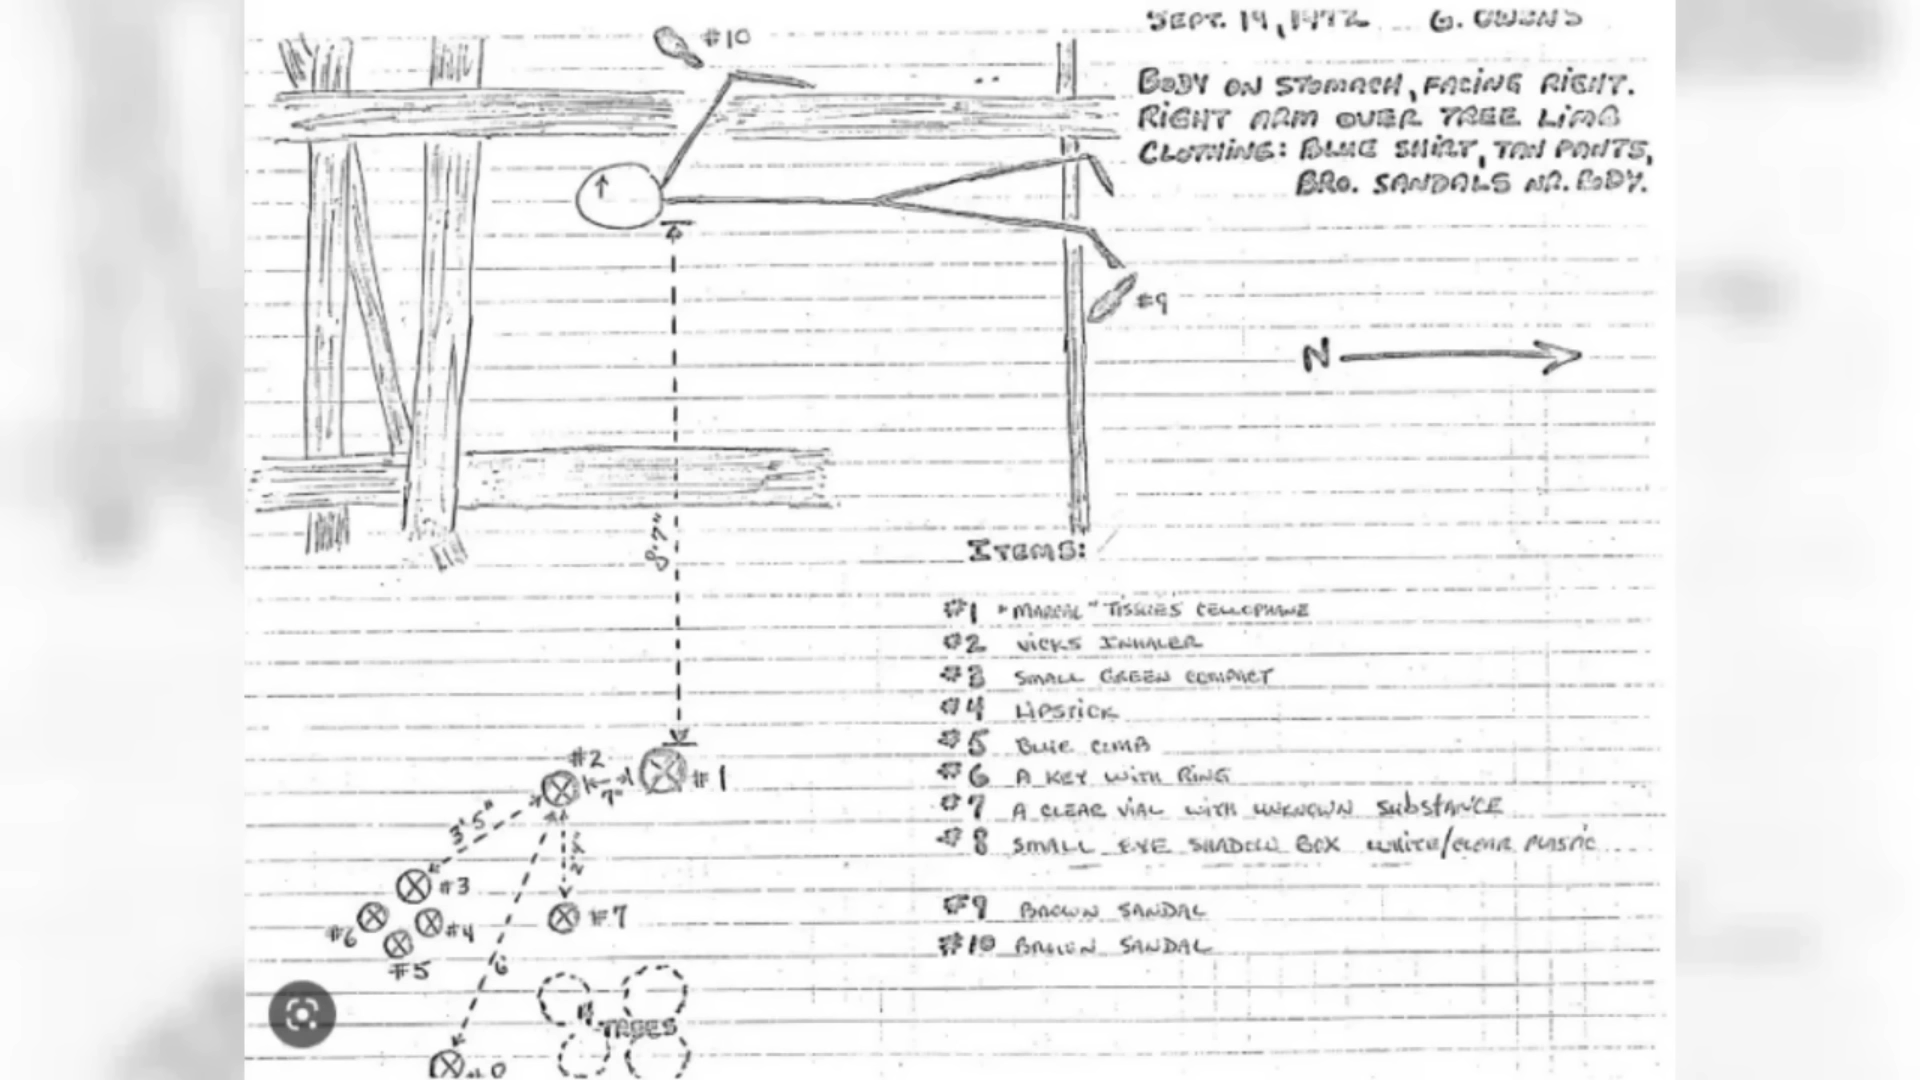 SEPT. 19, 1972 G. OWENS
BODY ON STOMACH, FACING RIGHT.
RIGHT ARM OVER TREE LIMB
CLOTHING: BLUE SHIRT, TAN PANTS,
BRO. SANDALS NR. BODY.
#10
#9
N
8'7"
ITEMS:
#1 "MARCAL" TISSUES CELLOPHANE
#2 VICKS INHALER
#3 SMALL GREEN COMPACT
#4 LIPSTICK
#5 BLUE COMB
#6 A KEY WITH RING
#7 A CLEAR VIAL WITH UNKNOWN SUBSTANCE
#8 SMALL EYE SHADOW BOX WHITE/CLEAR PLASTIC
#9 BROWN SANDAL
#10 BROWN SANDAL
#2
#1
7"
3'5"
#3
#7
#6
#4
#5
6
TREES